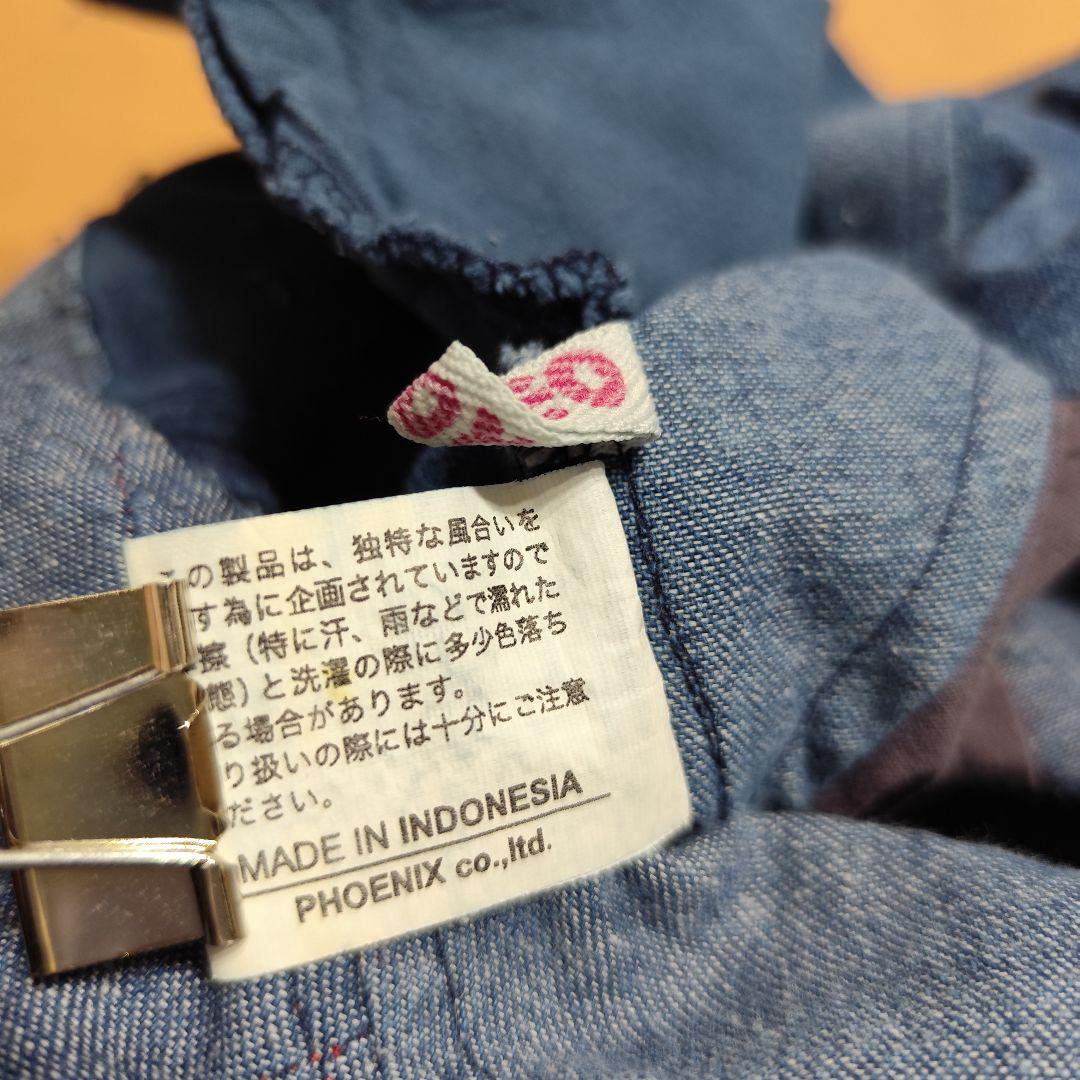 の製品は、独特な風合いを
す為に企画されていますので
擦（特に汗、雨などで濡れた
態）と洗濯の際に多少色落ち
る場合があります。
り扱いの際には十分にご注意
ださい。
MADE IN INDONESIA
PHOENIX co.,ltd.